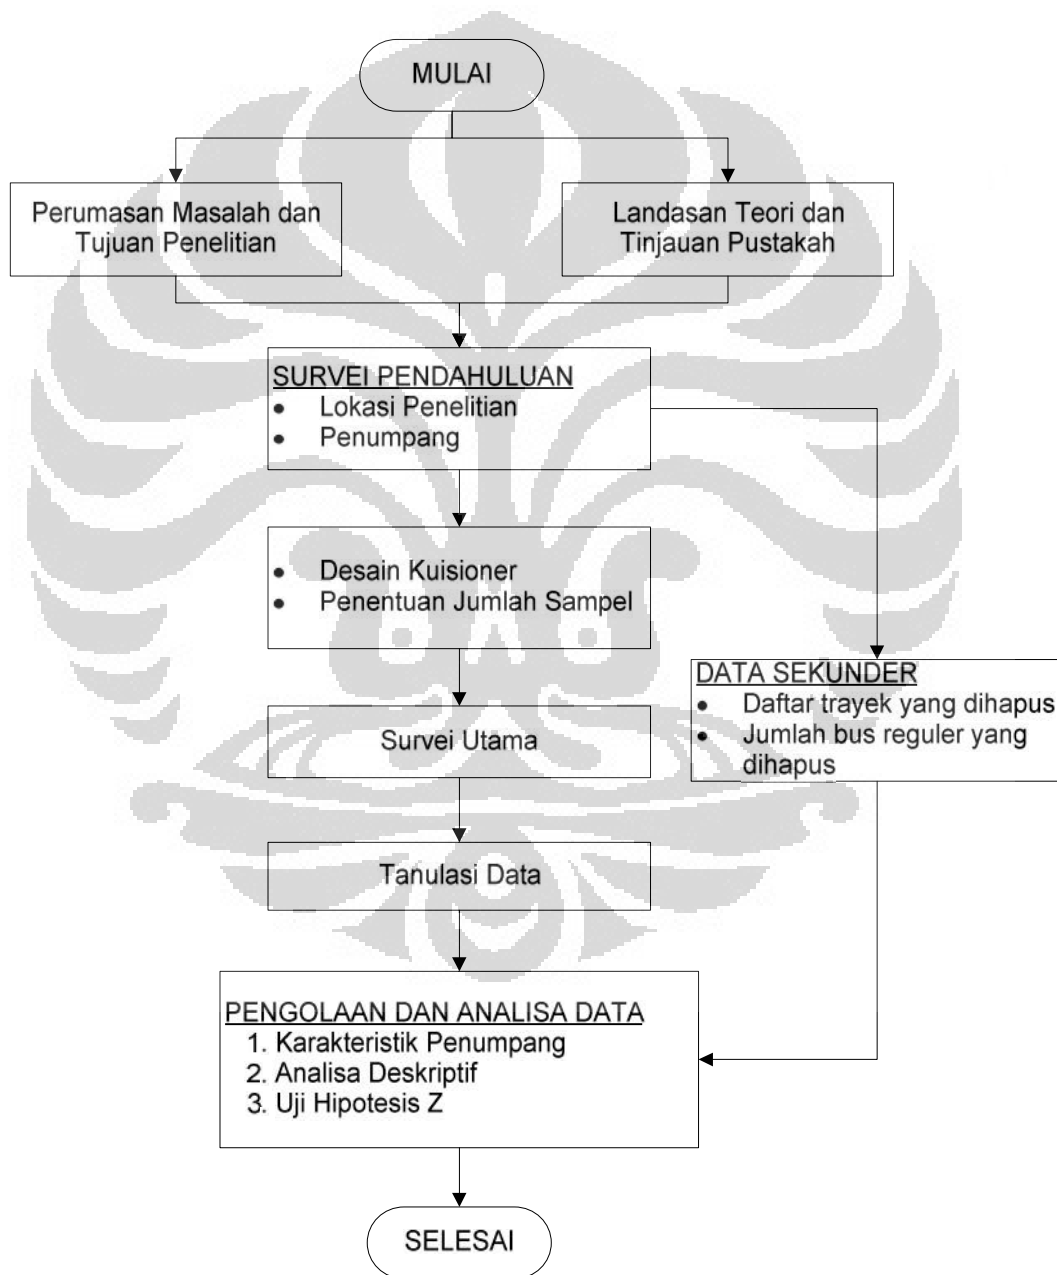 MULAI
Perumasan Masalah dan
Tujuan Penelitian
Landasan Teori dan
Tinjauan Pustakah
SURVEI PENDAHULUAN
• Lokasi Penelitian
• Penumpang
• Desain Kuisioner
• Penentuan Jumlah Sampel
DATA SEKUNDER
• Daftar trayek yang dihapus
• Jumlah bus reguler yang
dihapus
Survei Utama
Tanulasi Data
PENGOLAAN DAN ANALISA DATA
1. Karakteristik Penumpang
2. Analisa Deskriptif
3. Uji Hipotesis Z
SELESAI